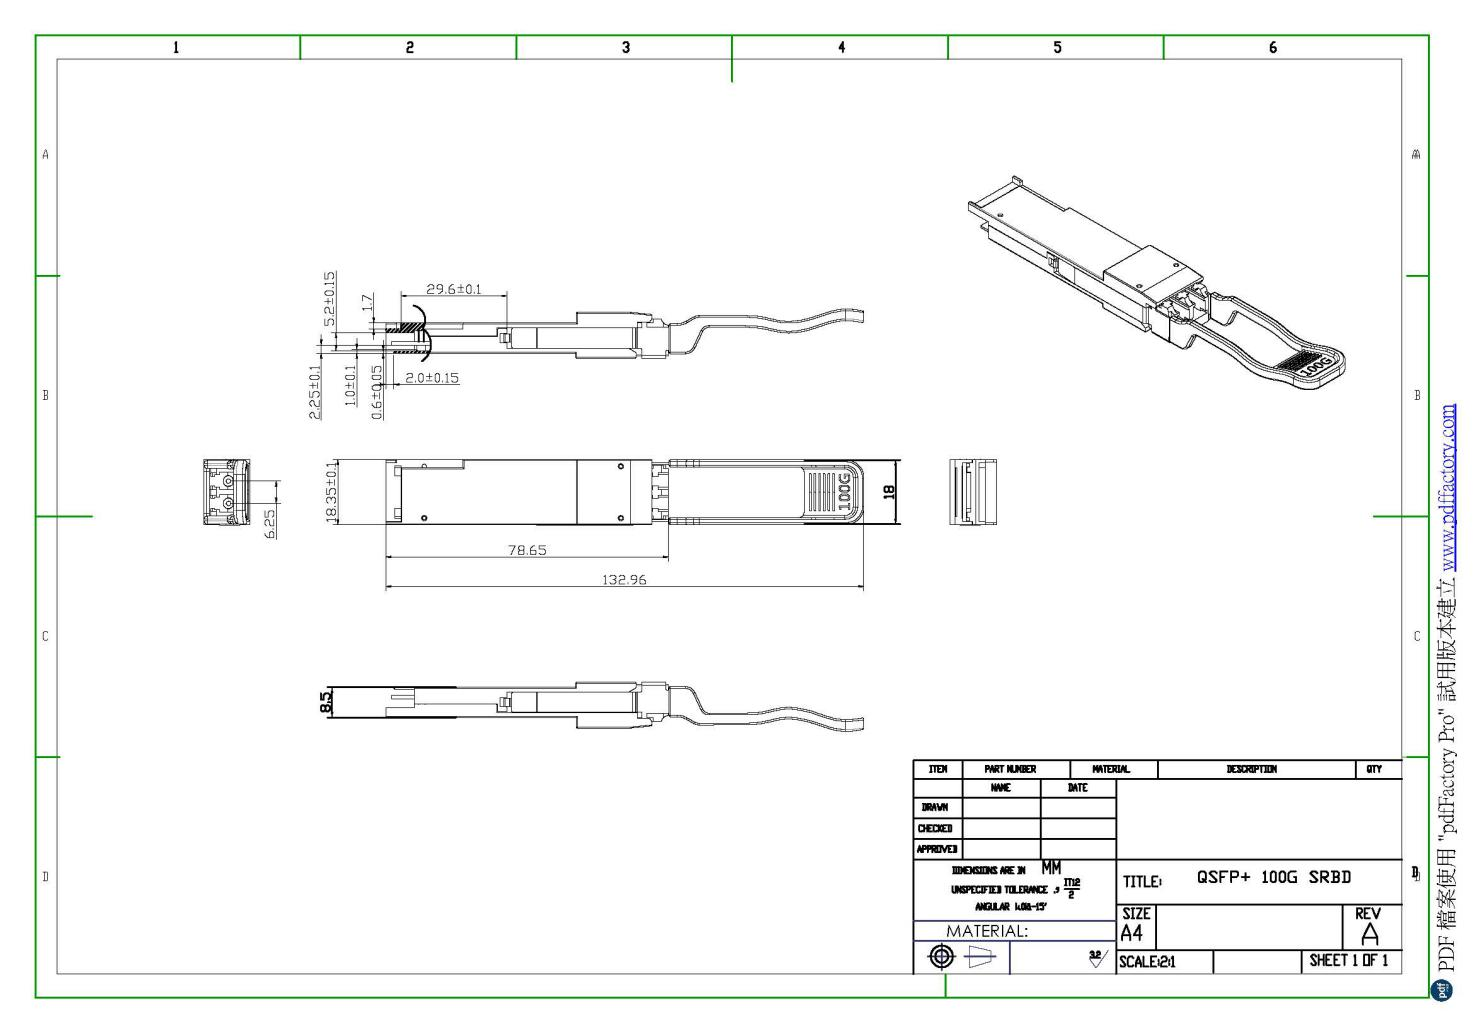 1 2 3 4 5 6
A
B
C
D
A
B
C
5.2±0.15
1.7
29.6±0.1
2.25±0.1
1.0±0.1
0.6±0.05
2.0±0.15
100G
6.25
18.35±0.1
100G
18
78.65
132.96
8.5
ITEM PART NUMBER MATERIAL DESCRIPTION QTY
NAME DATE
DRAWN
CHECKED
APPROVED
DIMENSIONS ARE IN MM
UNSPECIFIED TOLERANCE IT12
2
ANGULAR
TITLE: QSFP+ 100G SRBD
MATERIAL:
SIZE
A4
REV
A
3.2
SCALE:2:1
SHEET 1 OF 1
PDF 檔案使用 "pdfFactory Pro" 試用版本建立 www.pdffactory.com
pdf